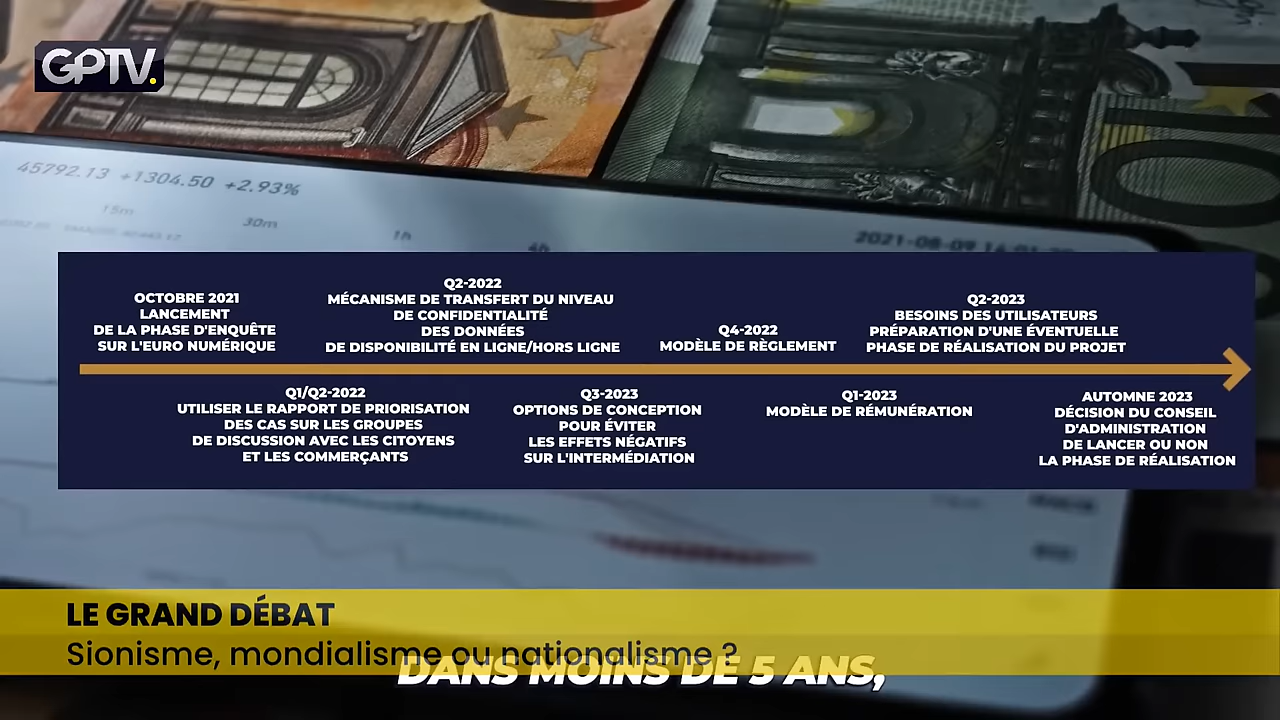 GPTV.
10
45792.13 +1304.50 +2.93%
15m
30m
1h
4h
OCTOBRE 2021
LANCEMENT
DE LA PHASE D'ENQUÊTE
SUR L'EURO NUMÉRIQUE
Q2-2022
MÉCANISME DE TRANSFERT DU NIVEAU
DE CONFIDENTIALITÉ
DES DONNÉES
DE DISPONIBILITÉ EN LIGNE/HORS LIGNE
Q4-2022
MODÈLE DE RÈGLEMENT
Q2-2023
BESOINS DES UTILISATEURS
PRÉPARATION D'UNE ÉVENTUELLE
PHASE DE RÉALISATION DU PROJET
Q1/Q2-2022
UTILISER LE RAPPORT DE PRIORISATION
DES CAS SUR LES GROUPES
DE DISCUSSION AVEC LES CITOYENS
ET LES COMMERÇANTS
Q3-2023
OPTIONS DE CONCEPTION
POUR ÉVITER
LES EFFETS NÉGATIFS
SUR L'INTERMÉDIATION
Q1-2023
MODÈLE DE RÉMUNÉRATION
AUTOMNE 2023
DÉCISION DU CONSEIL
D'ADMINISTRATION
DE LANCER OU NON
LA PHASE DE RÉALISATION
LE GRAND DÉBAT
Sionisme, mondialisme ou nationalisme ?
DANS MOINS DE 5 ANS,